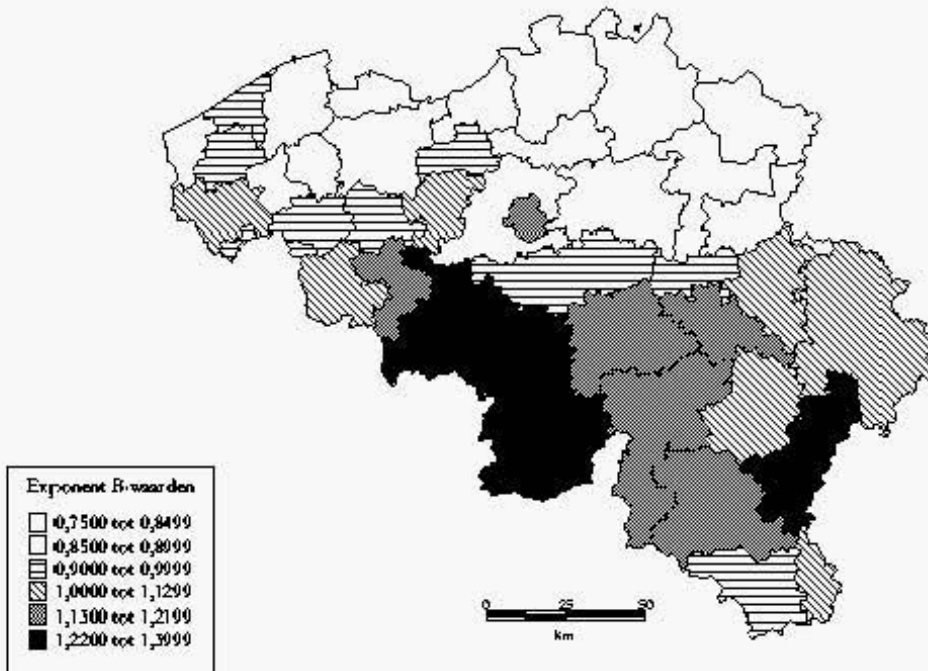 Exponent B-waarden
0,7500 tot 0,8499
0,8500 tot 0,8999
0,9000 tot 0,9999
1,0000 tot 1,1299
1,1300 tot 1,2199
1,2200 tot 1,3999
0 25 50
km